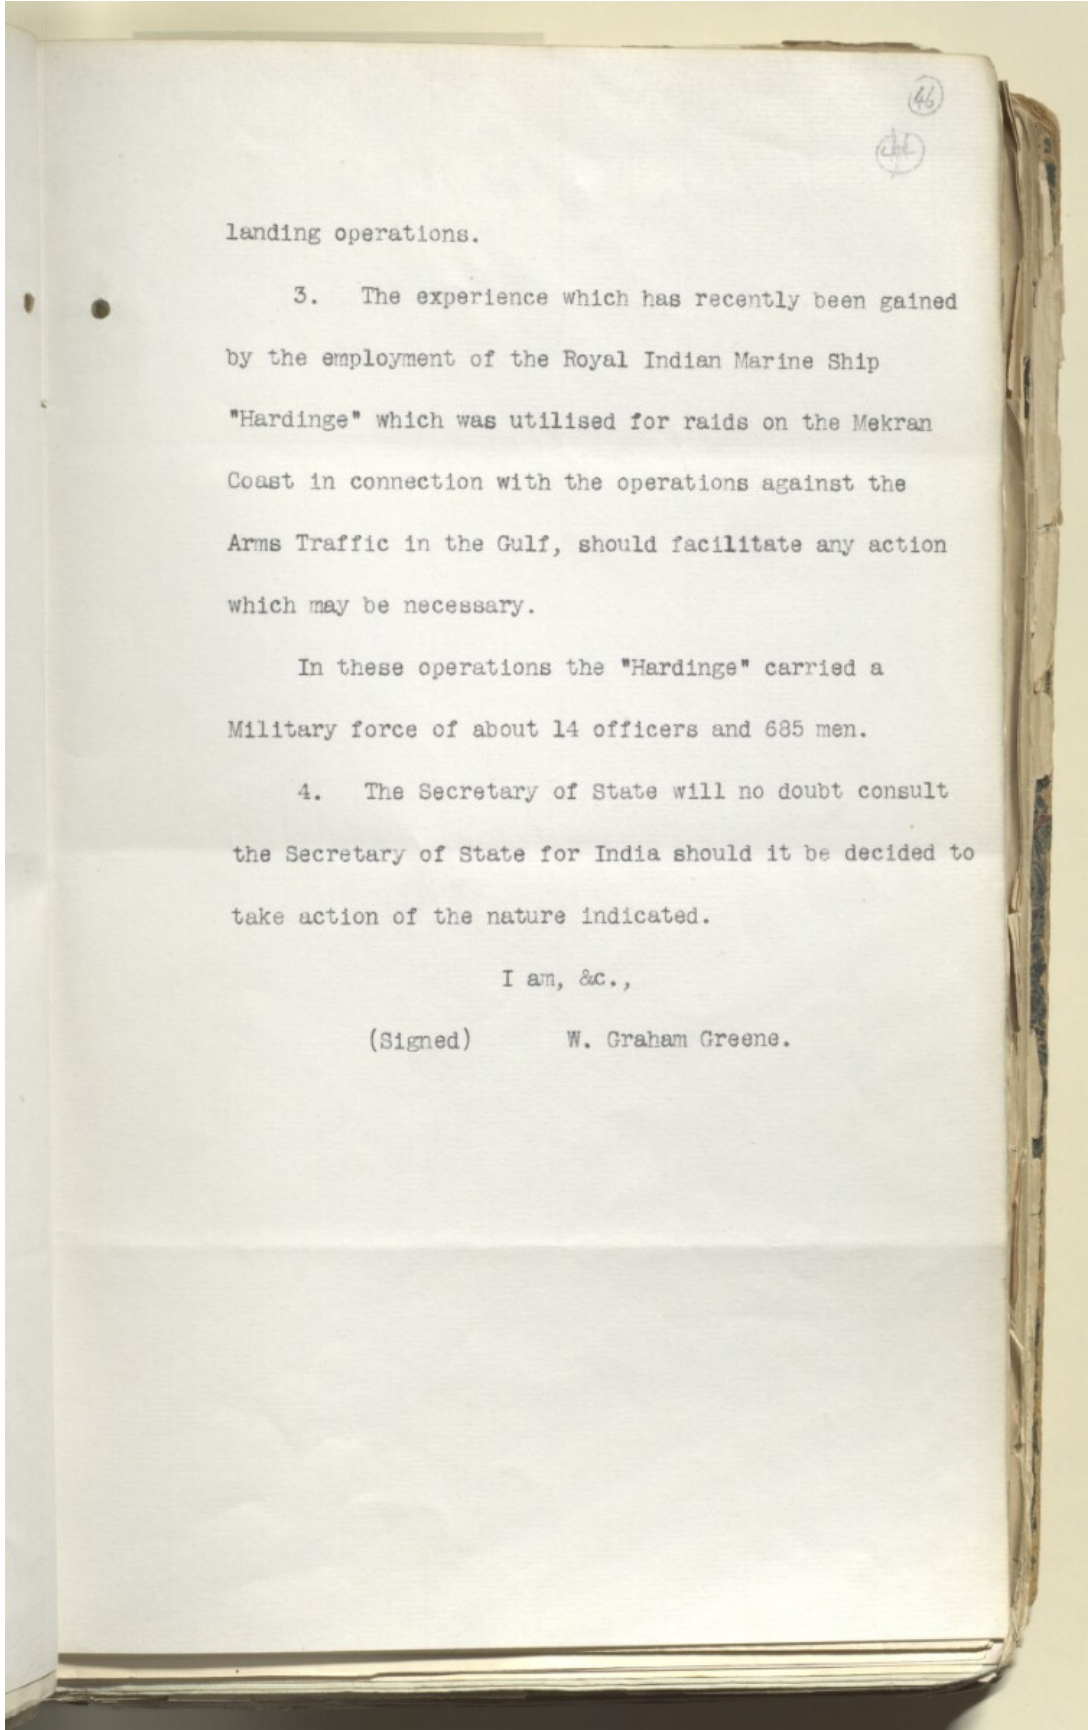 46
landing operations.
3. The experience which has recently been gained
by the employment of the Royal Indian Marine Ship
"Hardinge" which was utilised for raids on the Mekran
Coast in connection with the operations against the
Arms Traffic in the Gulf, should facilitate any action
which may be necessary.
In these operations the "Hardinge" carried a
Military force of about 14 officers and 685 men.
4. The Secretary of State will no doubt consult
the Secretary of State for India should it be decided to
take action of the nature indicated.
I am, &c.,
(Signed) W. Graham Greene.